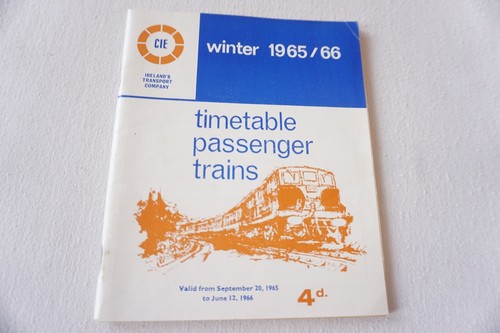 CIE
IRELAND'S
TRANSPORT
COMPANY
winter 1965/66
timetable
passenger
trains
Valid from September 20, 1965
to June 12, 1966
4d.